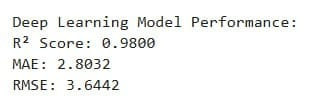 Deep Learning Model Performance:
R² Score: 0.9800
MAE: 2.8032
RMSE: 3.6442